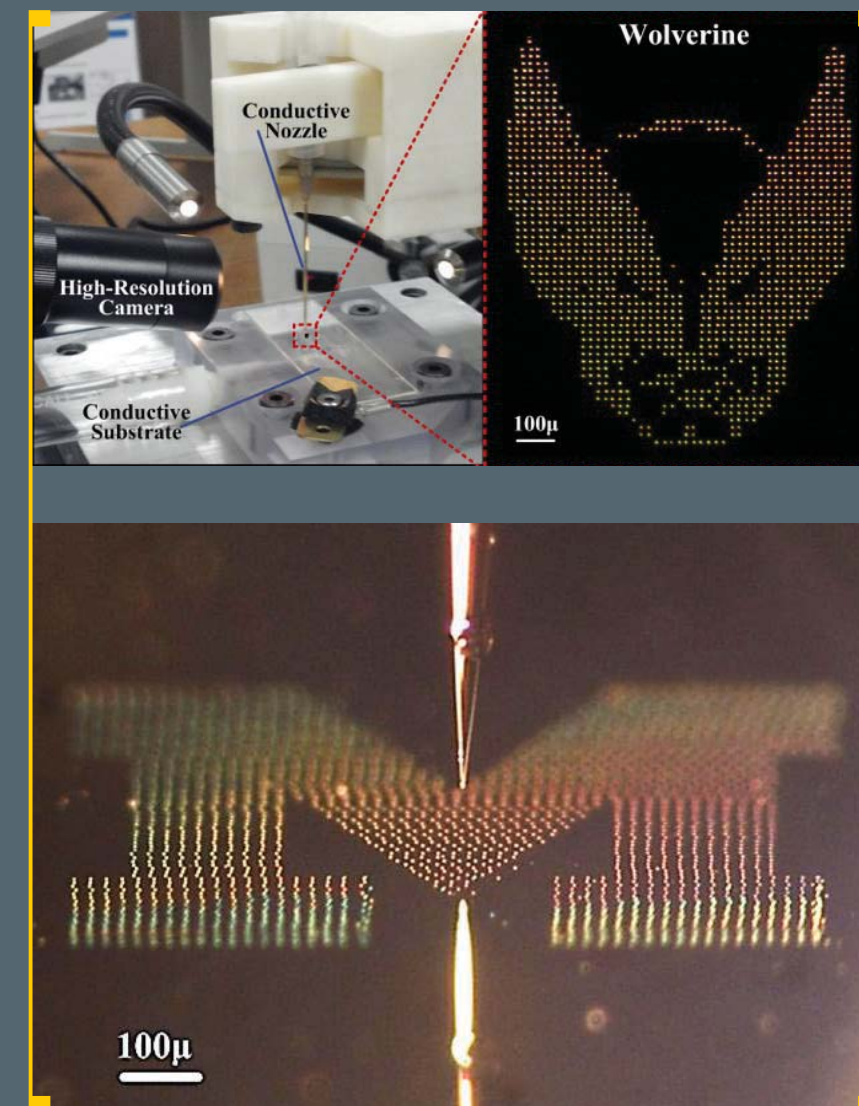 Conductive
Nozzle
High-Resolution
Camera
Conductive
Substrate
Wolverine
100μ
100μ